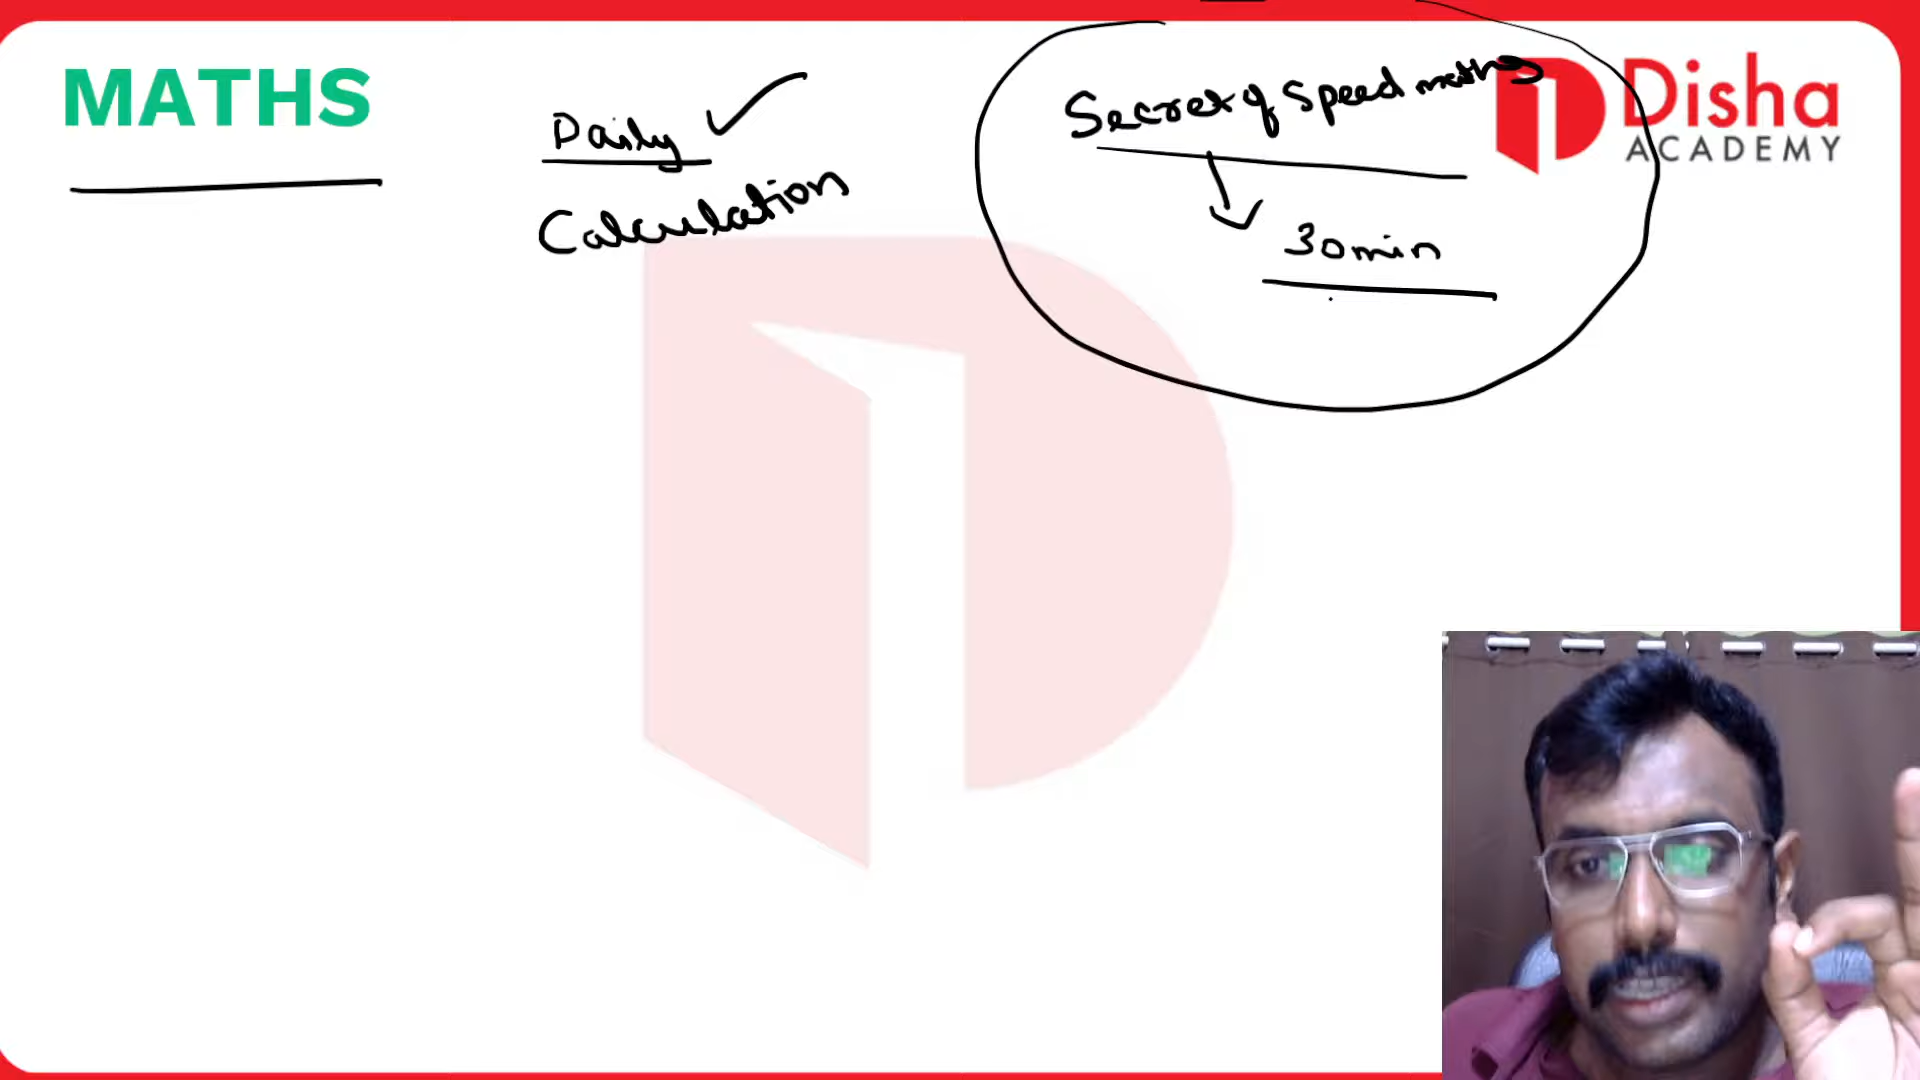 MATHS
Daily
Calculation
Secret of Speed maths
30min
Disha
ACADEMY